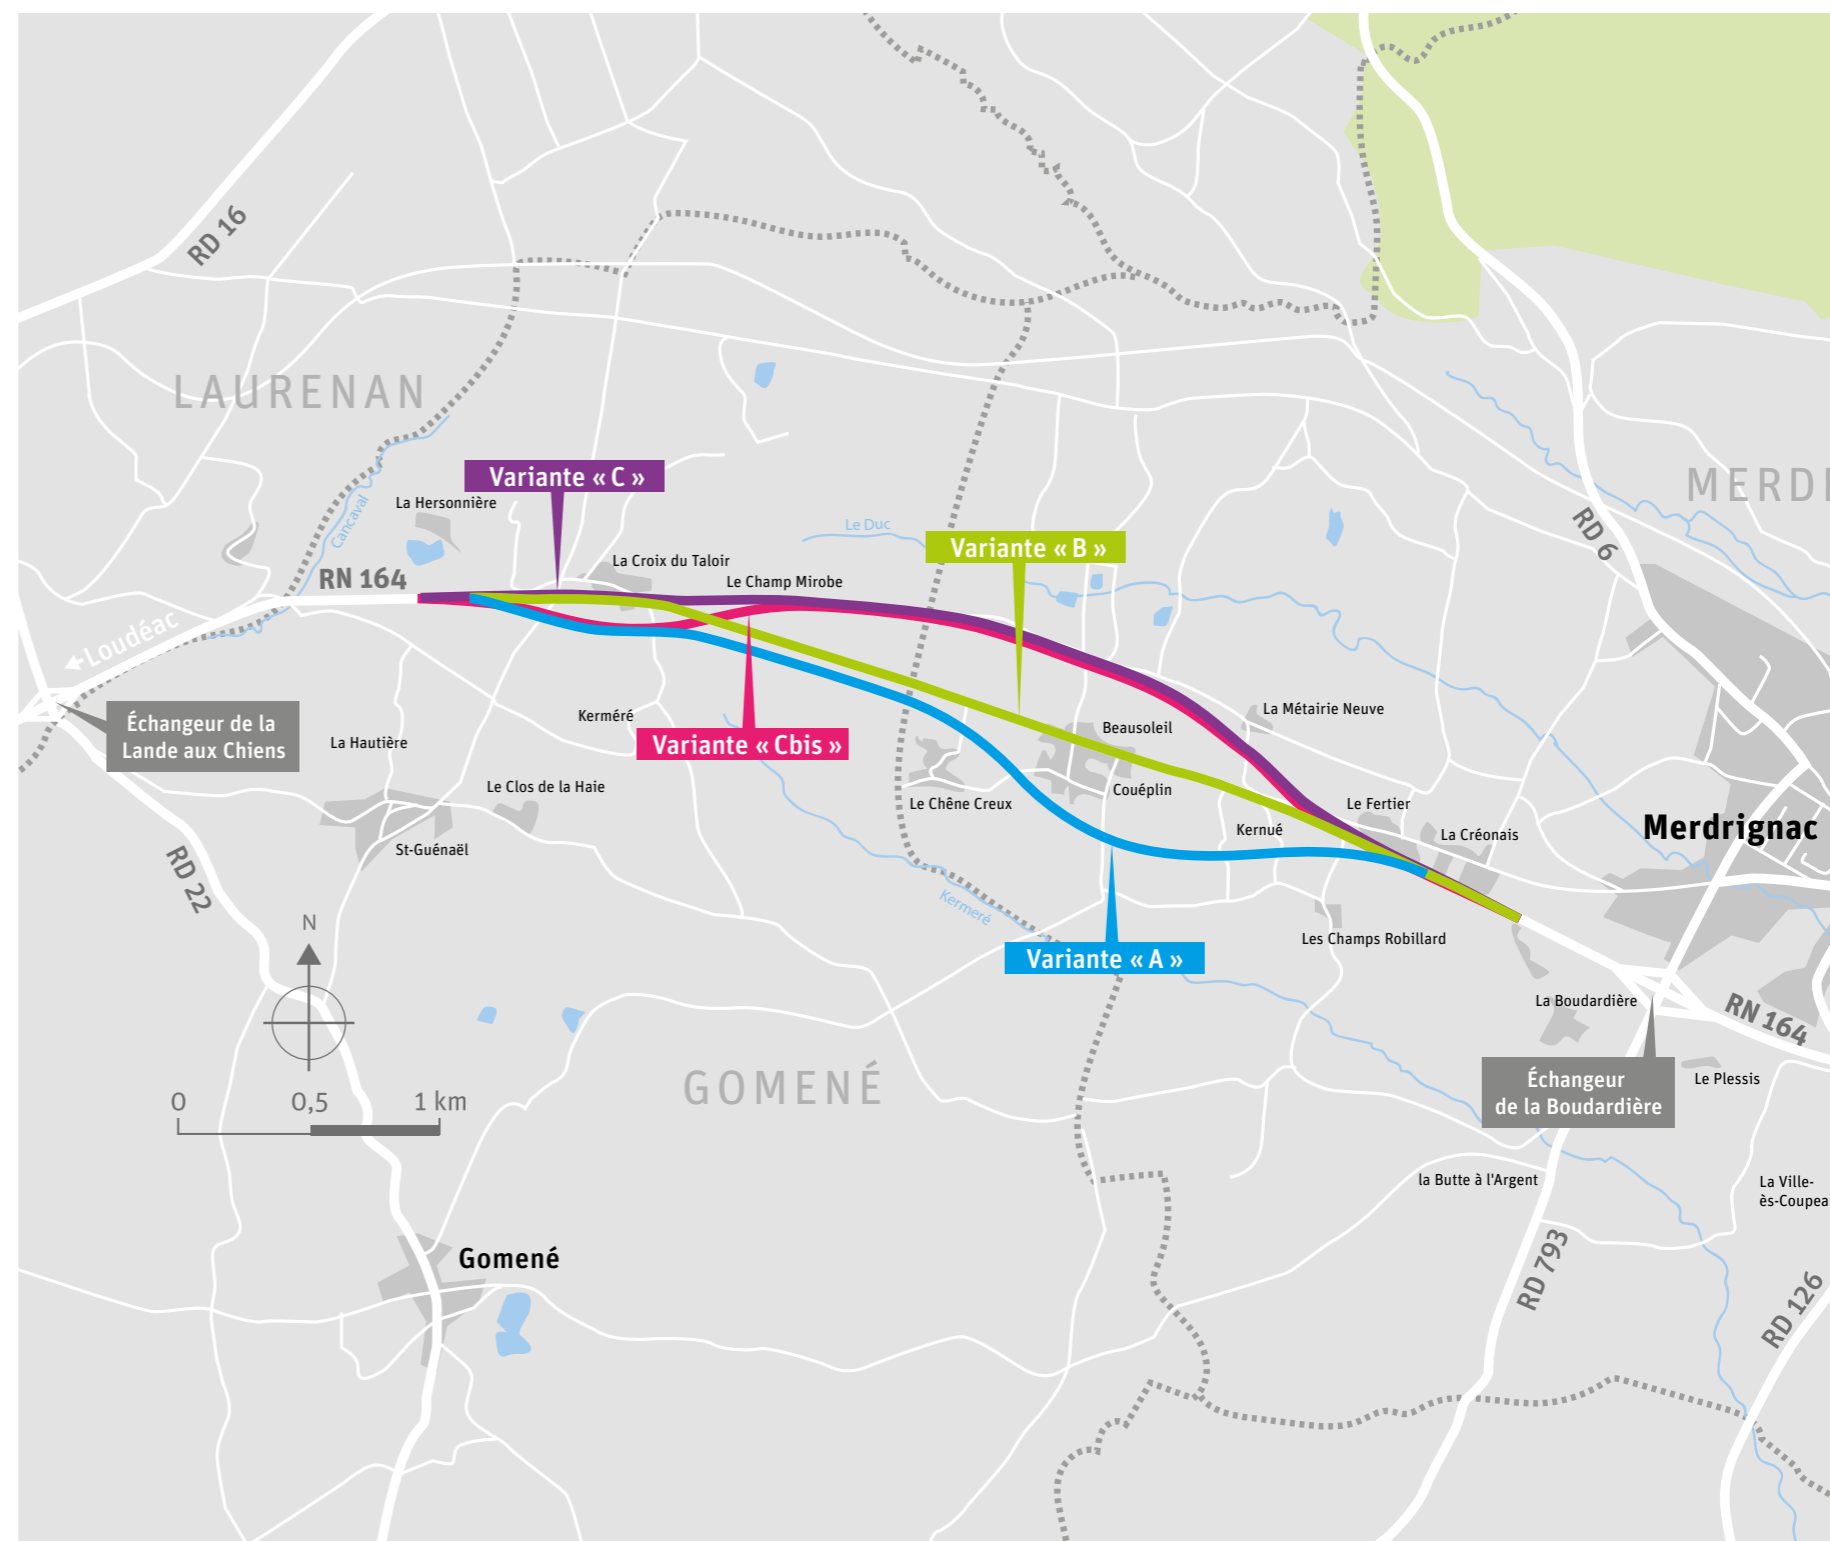 RD 16
LAURENAN
MERDI
Variante « C »
La Hersonnière
Cancaval
Le Duc
RD 6
Variante « B »
La Croix du Taloir
RN 164
Le Champ Mirobe
Loudéac
Échangeur de la
Lande aux Chiens
La Hautière
Kerméré
Variante « Cbis »
La Métairie Neuve
Beausoleil
Le Clos de la Haie
Couéplin
Le Chêne Creux
Le Fertier
Kernué
La Créonais
Merdrignac
St-Guénaël
RD 22
Kermeré
Les Champs Robillard
Variante « A »
N
La Boudardière
RN 164
Échangeur
de la Boudardière
Le Plessis
GOMENÉ
0
0,5
1 km
la Butte à l'Argent
La Ville-
ès-Coupea
Gomené
RD 793
RD 126